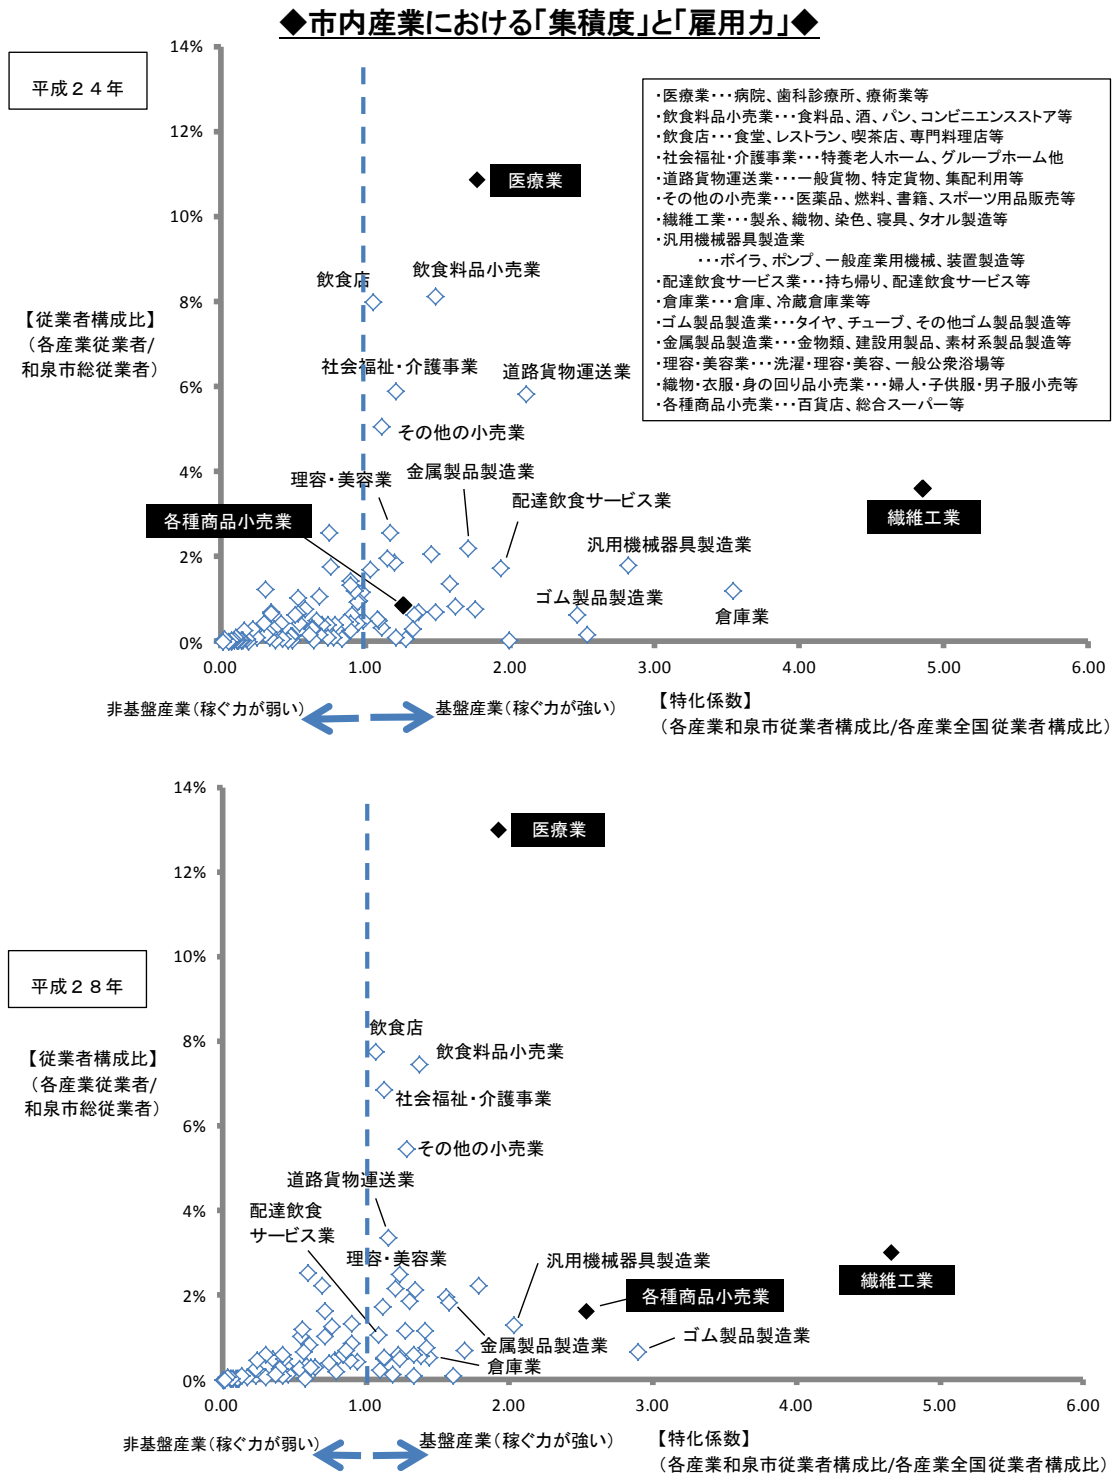 ◆市内産業における「集積度」と「雇用力」◆
平成２４年
14%
12%
10%
8%
6%
4%
2%
0%
【従業者構成比】
（各産業従業者/
和泉市総従業者）
・医療業・・・病院、歯科診療所、療術業等
・飲食料品小売業・・・食料品、酒、パン、コンビニエンスストア等
・飲食店・・・食堂、レストラン、喫茶店、専門料理店等
・社会福祉・介護事業・・・特養老人ホーム、グループホーム他
・道路貨物運送業・・・一般貨物、特定貨物、集配利用等
・その他の小売業・・・医薬品、燃料、書籍、スポーツ用品販売等
・繊維工業・・・製糸、織物、染色、寝具、タオル製造等
・汎用機械器具製造業
・・・ボイラ、ポンプ、一般産業用機械、装置製造等
・配達飲食サービス業・・・持ち帰り、配達飲食サービス等
・倉庫業・・・倉庫、冷蔵倉庫業等
・ゴム製品製造業・・・タイヤ、チューブ、その他ゴム製品製造等
・金属製品製造業・・・金物類、建設用製品、素材系製品製造等
・理容・美容業・・・洗濯・理容・美容、一般公衆浴場等
・織物・衣服・身の回り品小売業・・・婦人・子供服・男子服小売等
・各種商品小売業・・・百貨店、総合スーパー等
医療業
飲食店
飲食料品小売業
社会福祉・介護事業
道路貨物運送業
その他の小売業
理容・美容業
金属製品製造業
各種商品小売業
配達飲食サービス業
繊維工業
汎用機械器具製造業
ゴム製品製造業
倉庫業
0.00 1.00 2.00 3.00 4.00 5.00 6.00
非基盤産業（稼ぐ力が弱い）
基盤産業（稼ぐ力が強い）
【特化係数】
（各産業和泉市従業者構成比/各産業全国従業者構成比）
平成２８年
14%
12%
10%
8%
6%
4%
2%
0%
【従業者構成比】
（各産業従業者/
和泉市総従業者）
医療業
飲食店
飲食料品小売業
社会福祉・介護事業
その他の小売業
道路貨物運送業
配達飲食
サービス業
理容・美容業
汎用機械器具製造業
各種商品小売業
繊維工業
金属製品製造業
ゴム製品製造業
倉庫業
0.00 1.00 2.00 3.00 4.00 5.00 6.00
非基盤産業（稼ぐ力が弱い）
基盤産業（稼ぐ力が強い）
【特化係数】
（各産業和泉市従業者構成比/各産業全国従業者構成比）